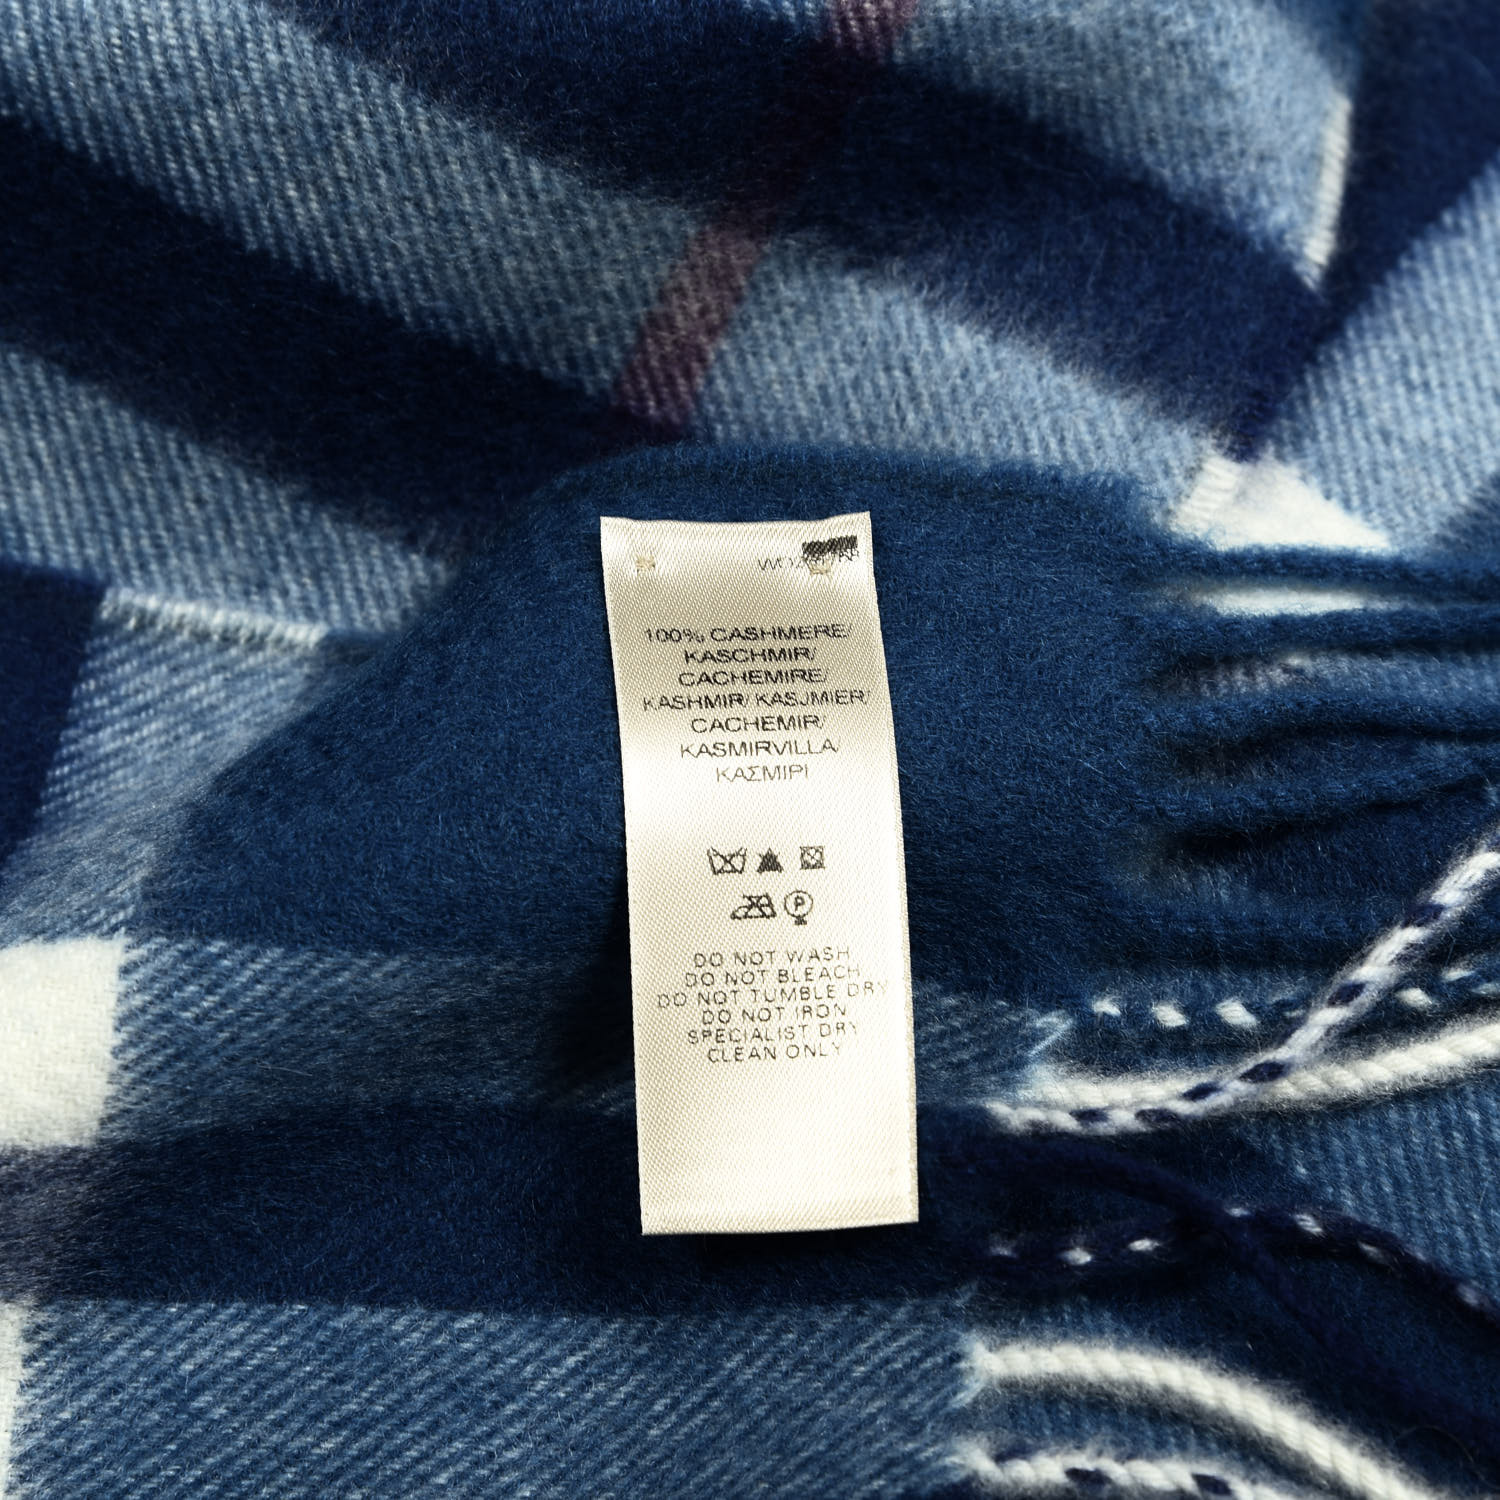 100% CASHMERE/
KASCHMIR/
CACHEMIRE/
KASHMIR/ KASJMIER/
CACHEMIR/
KASMIRVILLA/
ΚΑΣΜΙΡΙ
P
DO NOT WASH
DO NOT BLEACH
DO NOT TUMBLE DRY
DO NOT IRON
SPECIALIST DRY
CLEAN ONLY